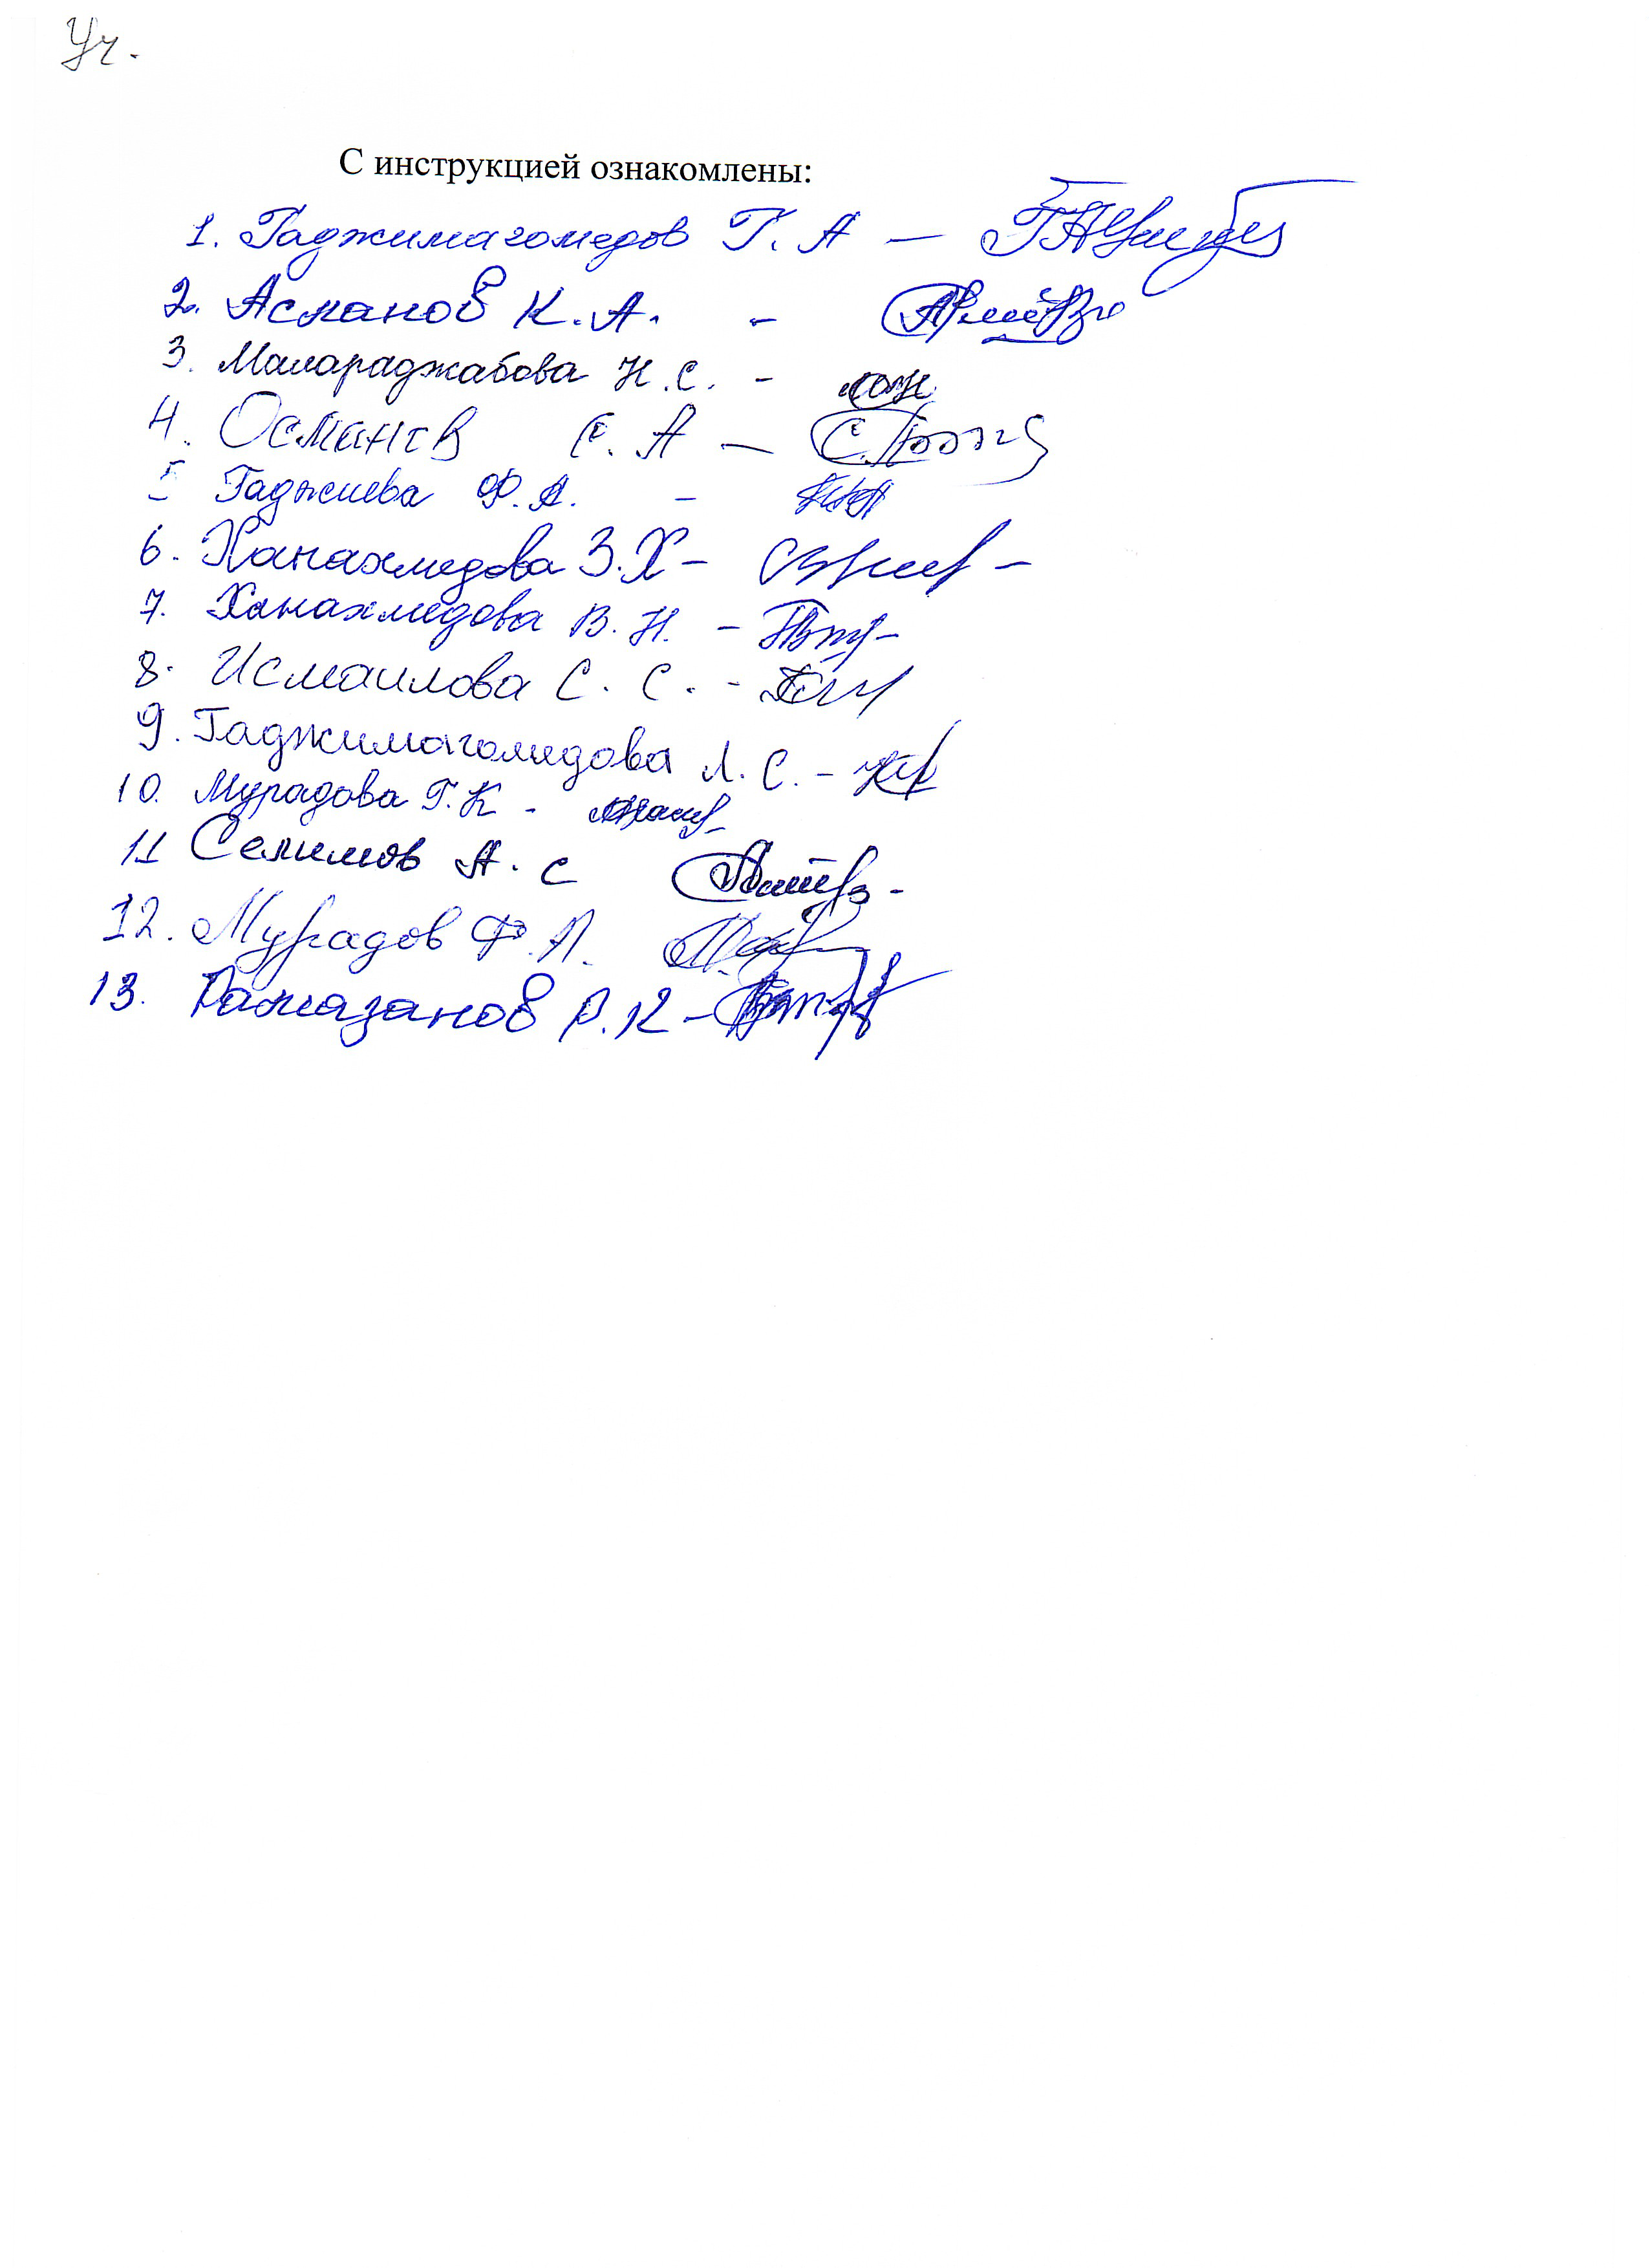 Уч.
С инструкцией ознакомлены:
1. Гаджимагомедов Г. А —
2. Асланов К. А. -
3. Малараджабова Н. С. -
4. Османов С. А —
5 Гаджиева Ф. А. -
6. Ханахмедова З. Х -
7. Ханахмедова В. Н. -
8. Исмаилова С. С. -
9. Гаджимагомедова Л. С. -
10. Мурадова Г. К -
11 Селимов А. С
12. Мурадов Ф. А.
13. Рамазанов Р. К -